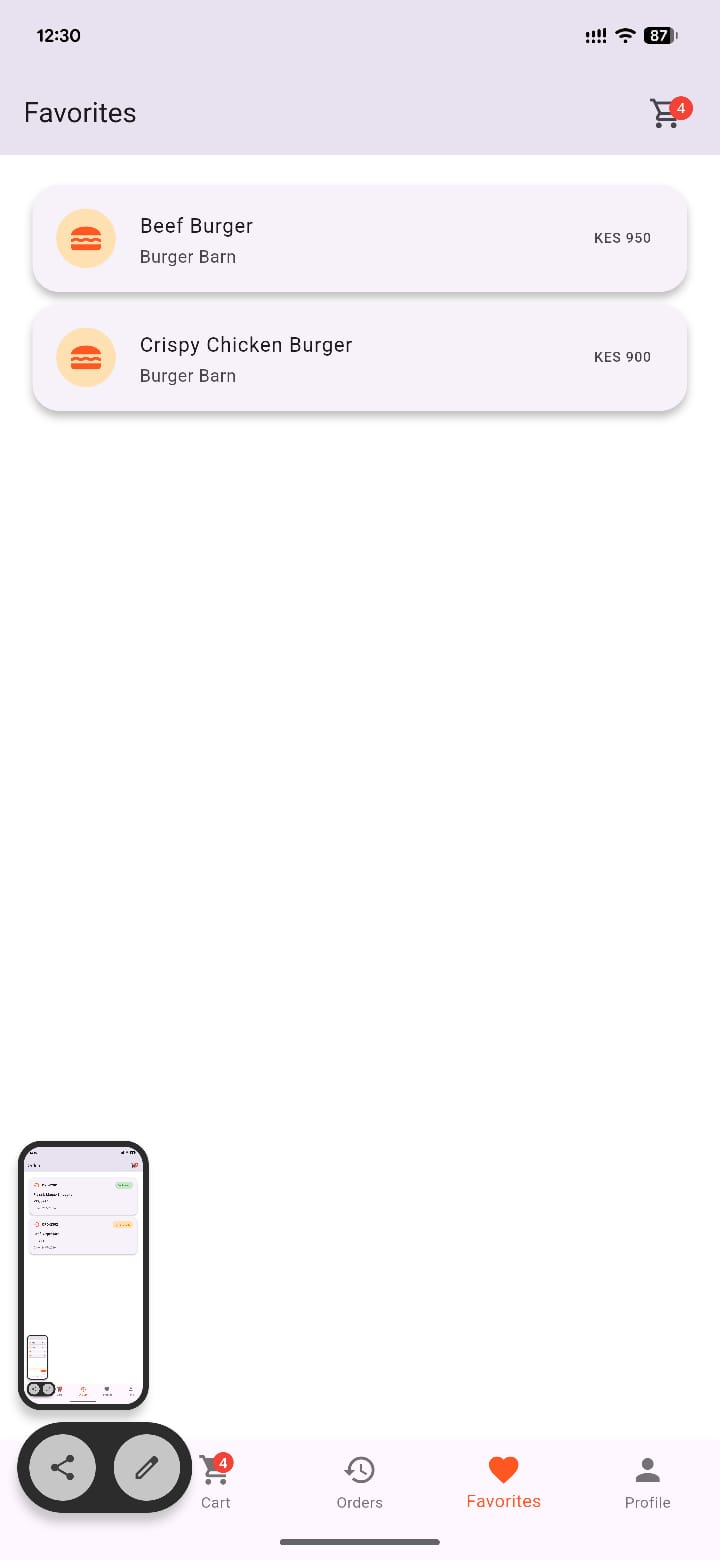 12:30
87
Favorites
4
Beef Burger
Burger Barn
KES 950
Crispy Chicken Burger
Burger Barn
KES 900
4
Cart
Orders
Favorites
Profile